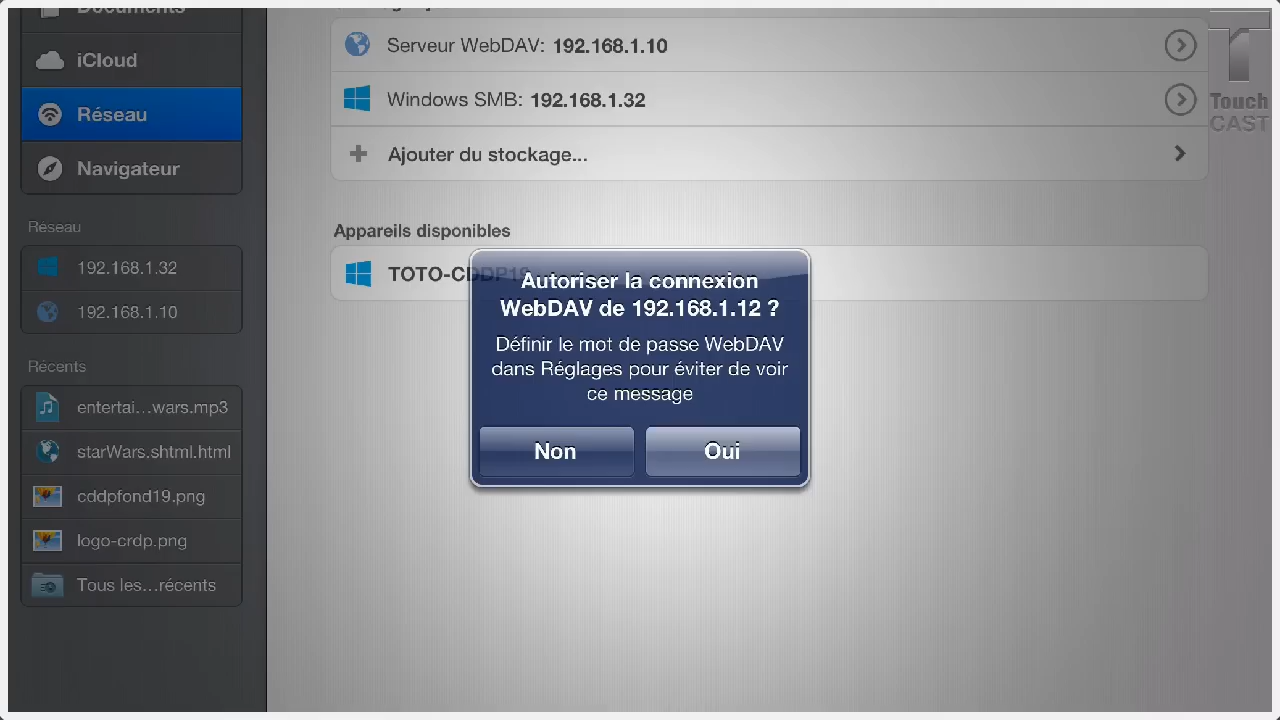 Documents
iCloud
Réseau
Navigateur
Réseau
192.168.1.32
192.168.1.10
Récents
entertai...wars.mp3
starWars.shtml.html
cddpfond19.png
logo-crdp.png
Tous les...récents
Serveur WebDAV: 192.168.1.10
Windows SMB: 192.168.1.32
Ajouter du stockage...
Appareils disponibles
TOTO-CDDP19
Autoriser la connexion
WebDAV de 192.168.1.12 ?
Définir le mot de passe WebDAV
dans Réglages pour éviter de voir
ce message
Non
Oui
Touch
CAST